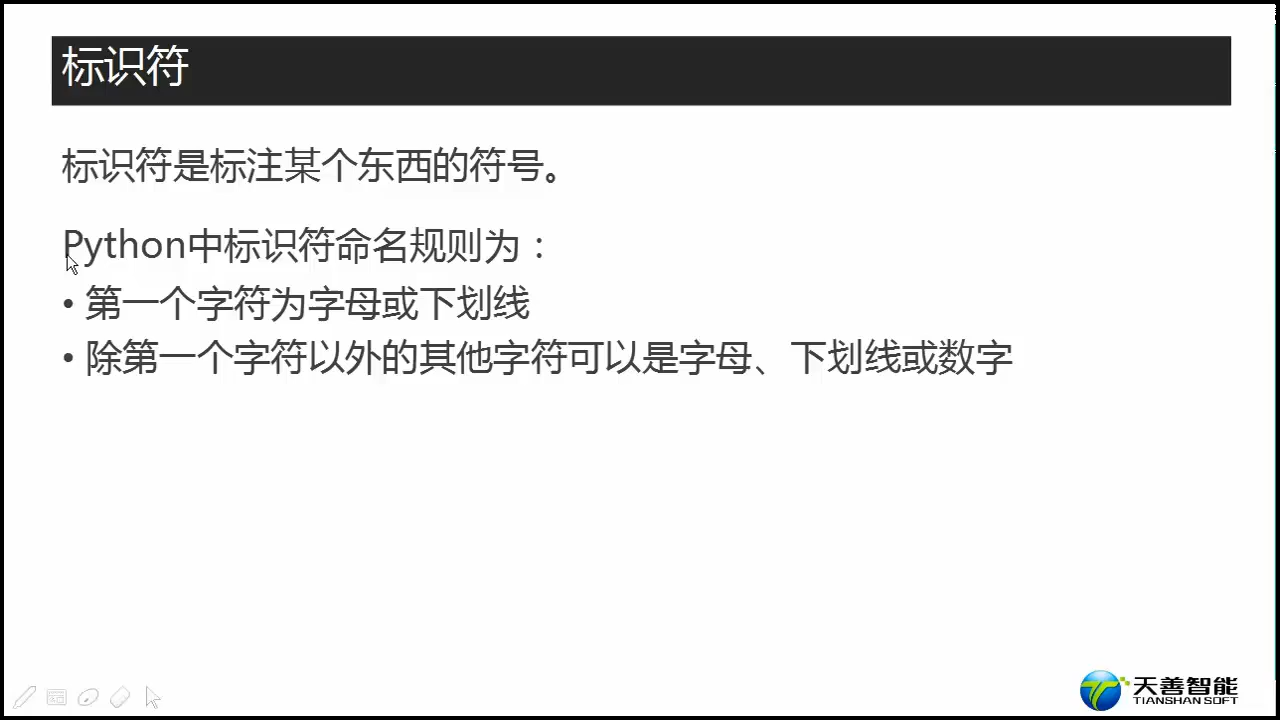 标识符
标识符是标注某个东西的符号。
Python中标识符命名规则为：
• 第一个字符为字母或下划线
• 除第一个字符以外的其他字符可以是字母、下划线或数字
天善智能
TIANSHAN SOFT